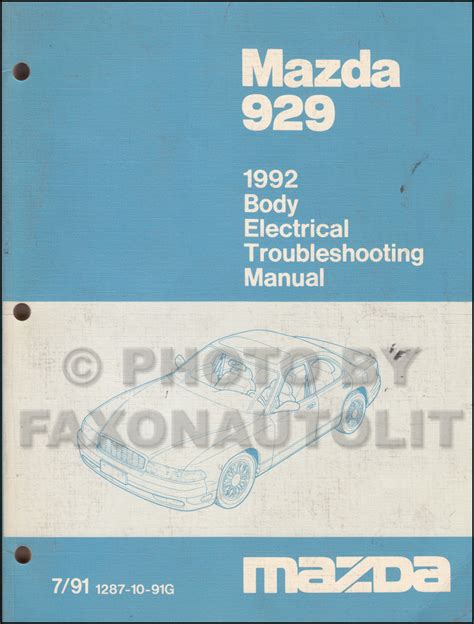 Mazda
929
1992
Body
Electrical
Troubleshooting
Manual
© PHOTO BY
FAXONAUTOLIT
7/91 1287-10-91G
mazda